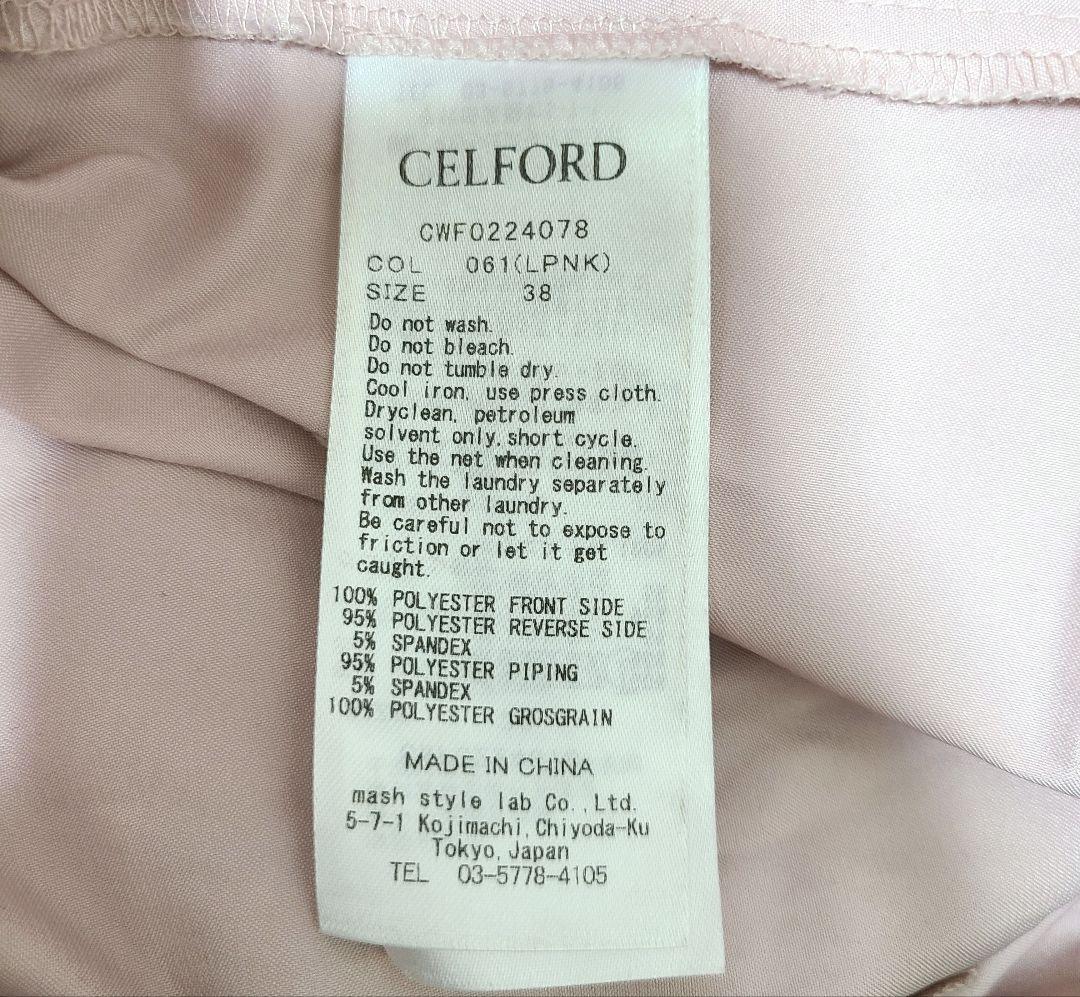 CELFORD
CWF0224078
COL 061(LPNK)
SIZE 38
Do not wash.
Do not bleach.
Do not tumble dry.
Cool iron, use press cloth.
Dryclean, petroleum
solvent only, short cycle.
Use the net when cleaning.
Wash the laundry separately
from other laundry.
Be careful not to expose to
friction or let it get
caught.
100% POLYESTER FRONT SIDE
95% POLYESTER REVERSE SIDE
5% SPANDEX
95% POLYESTER PIPING
5% SPANDEX
100% POLYESTER GROSGRAIN
MADE IN CHINA
mash style lab Co.,Ltd.
5-7-1 Kojimachi,Chiyoda-Ku
Tokyo,Japan
TEL 03-5778-4105